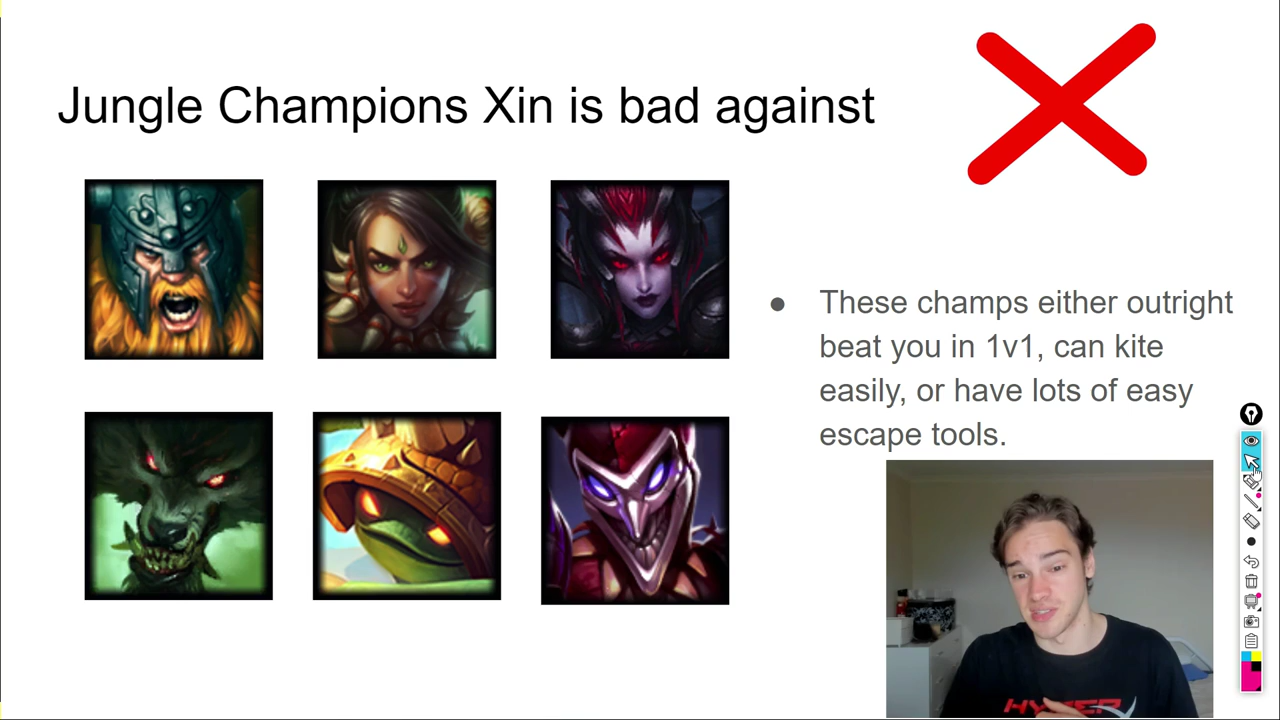 Jungle Champions Xin is bad against
● These champs either outright
beat you in 1v1, can kite
easily, or have lots of easy
escape tools.
HYPER